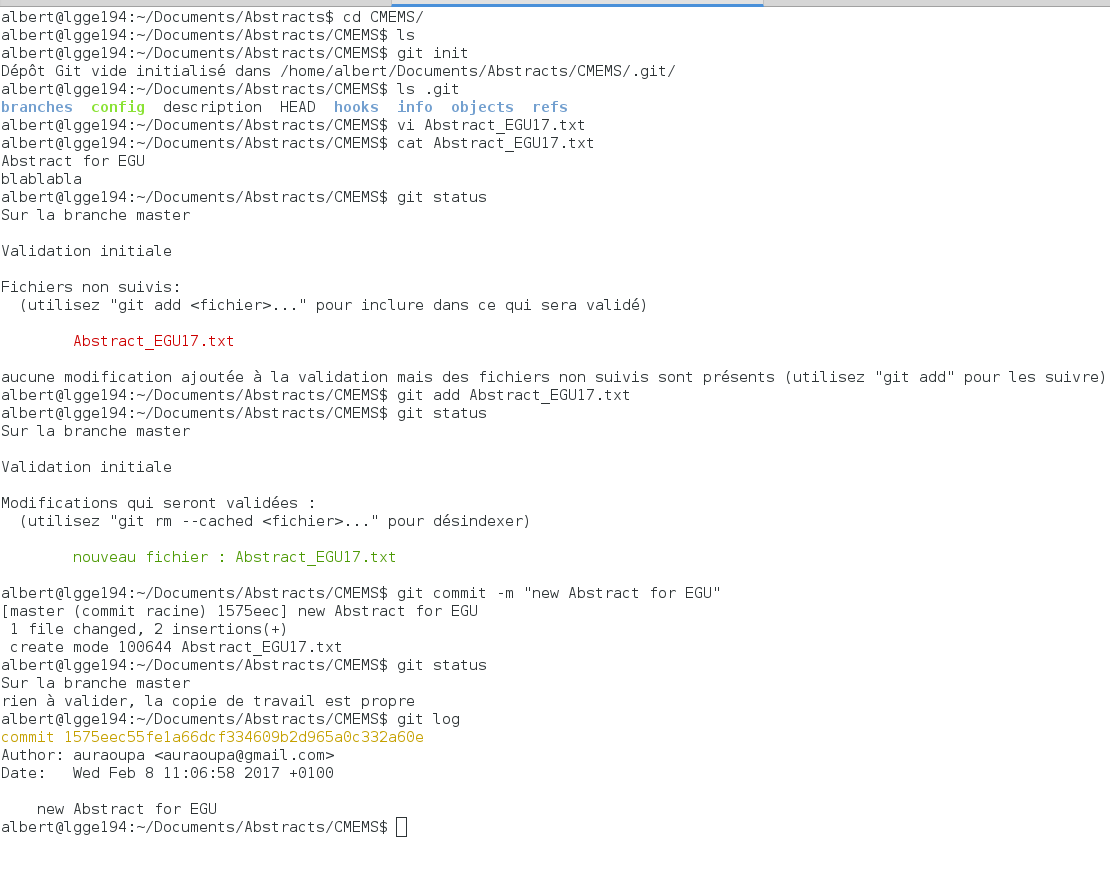 albert@lgge194:~/Documents/Abstracts$ cd CMEMS/
albert@lgge194:~/Documents/Abstracts/CMEMS$ ls
albert@lgge194:~/Documents/Abstracts/CMEMS$ git init
Dépôt Git vide initialisé dans /home/albert/Documents/Abstracts/CMEMS/.git/
albert@lgge194:~/Documents/Abstracts/CMEMS$ ls .git
branches  config  description  HEAD  hooks  info  objects  refs
albert@lgge194:~/Documents/Abstracts/CMEMS$ vi Abstract_EGU17.txt
albert@lgge194:~/Documents/Abstracts/CMEMS$ cat Abstract_EGU17.txt
Abstract for EGU
blablabla
albert@lgge194:~/Documents/Abstracts/CMEMS$ git status
Sur la branche master
Validation initiale
Fichiers non suivis:
  (utilisez "git add <fichier>..." pour inclure dans ce qui sera validé)
        Abstract_EGU17.txt
aucune modification ajoutée à la validation mais des fichiers non suivis sont présents (utilisez "git add" pour les suivre)
albert@lgge194:~/Documents/Abstracts/CMEMS$ git add Abstract_EGU17.txt
albert@lgge194:~/Documents/Abstracts/CMEMS$ git status
Sur la branche master
Validation initiale
Modifications qui seront validées :
  (utilisez "git rm --cached <fichier>..." pour désindexer)
        nouveau fichier : Abstract_EGU17.txt
albert@lgge194:~/Documents/Abstracts/CMEMS$ git commit -m "new Abstract for EGU"
[master (commit racine) 1575eec] new Abstract for EGU
 1 file changed, 2 insertions(+)
 create mode 100644 Abstract_EGU17.txt
albert@lgge194:~/Documents/Abstracts/CMEMS$ git status
Sur la branche master
rien à valider, la copie de travail est propre
albert@lgge194:~/Documents/Abstracts/CMEMS$ git log
commit 1575eec55fe1a66dcf334609b2d965a0c332a60e
Author: auraoupa <auraoupa@gmail.com>
Date:   Wed Feb 8 11:06:58 2017 +0100
    new Abstract for EGU
albert@lgge194:~/Documents/Abstracts/CMEMS$